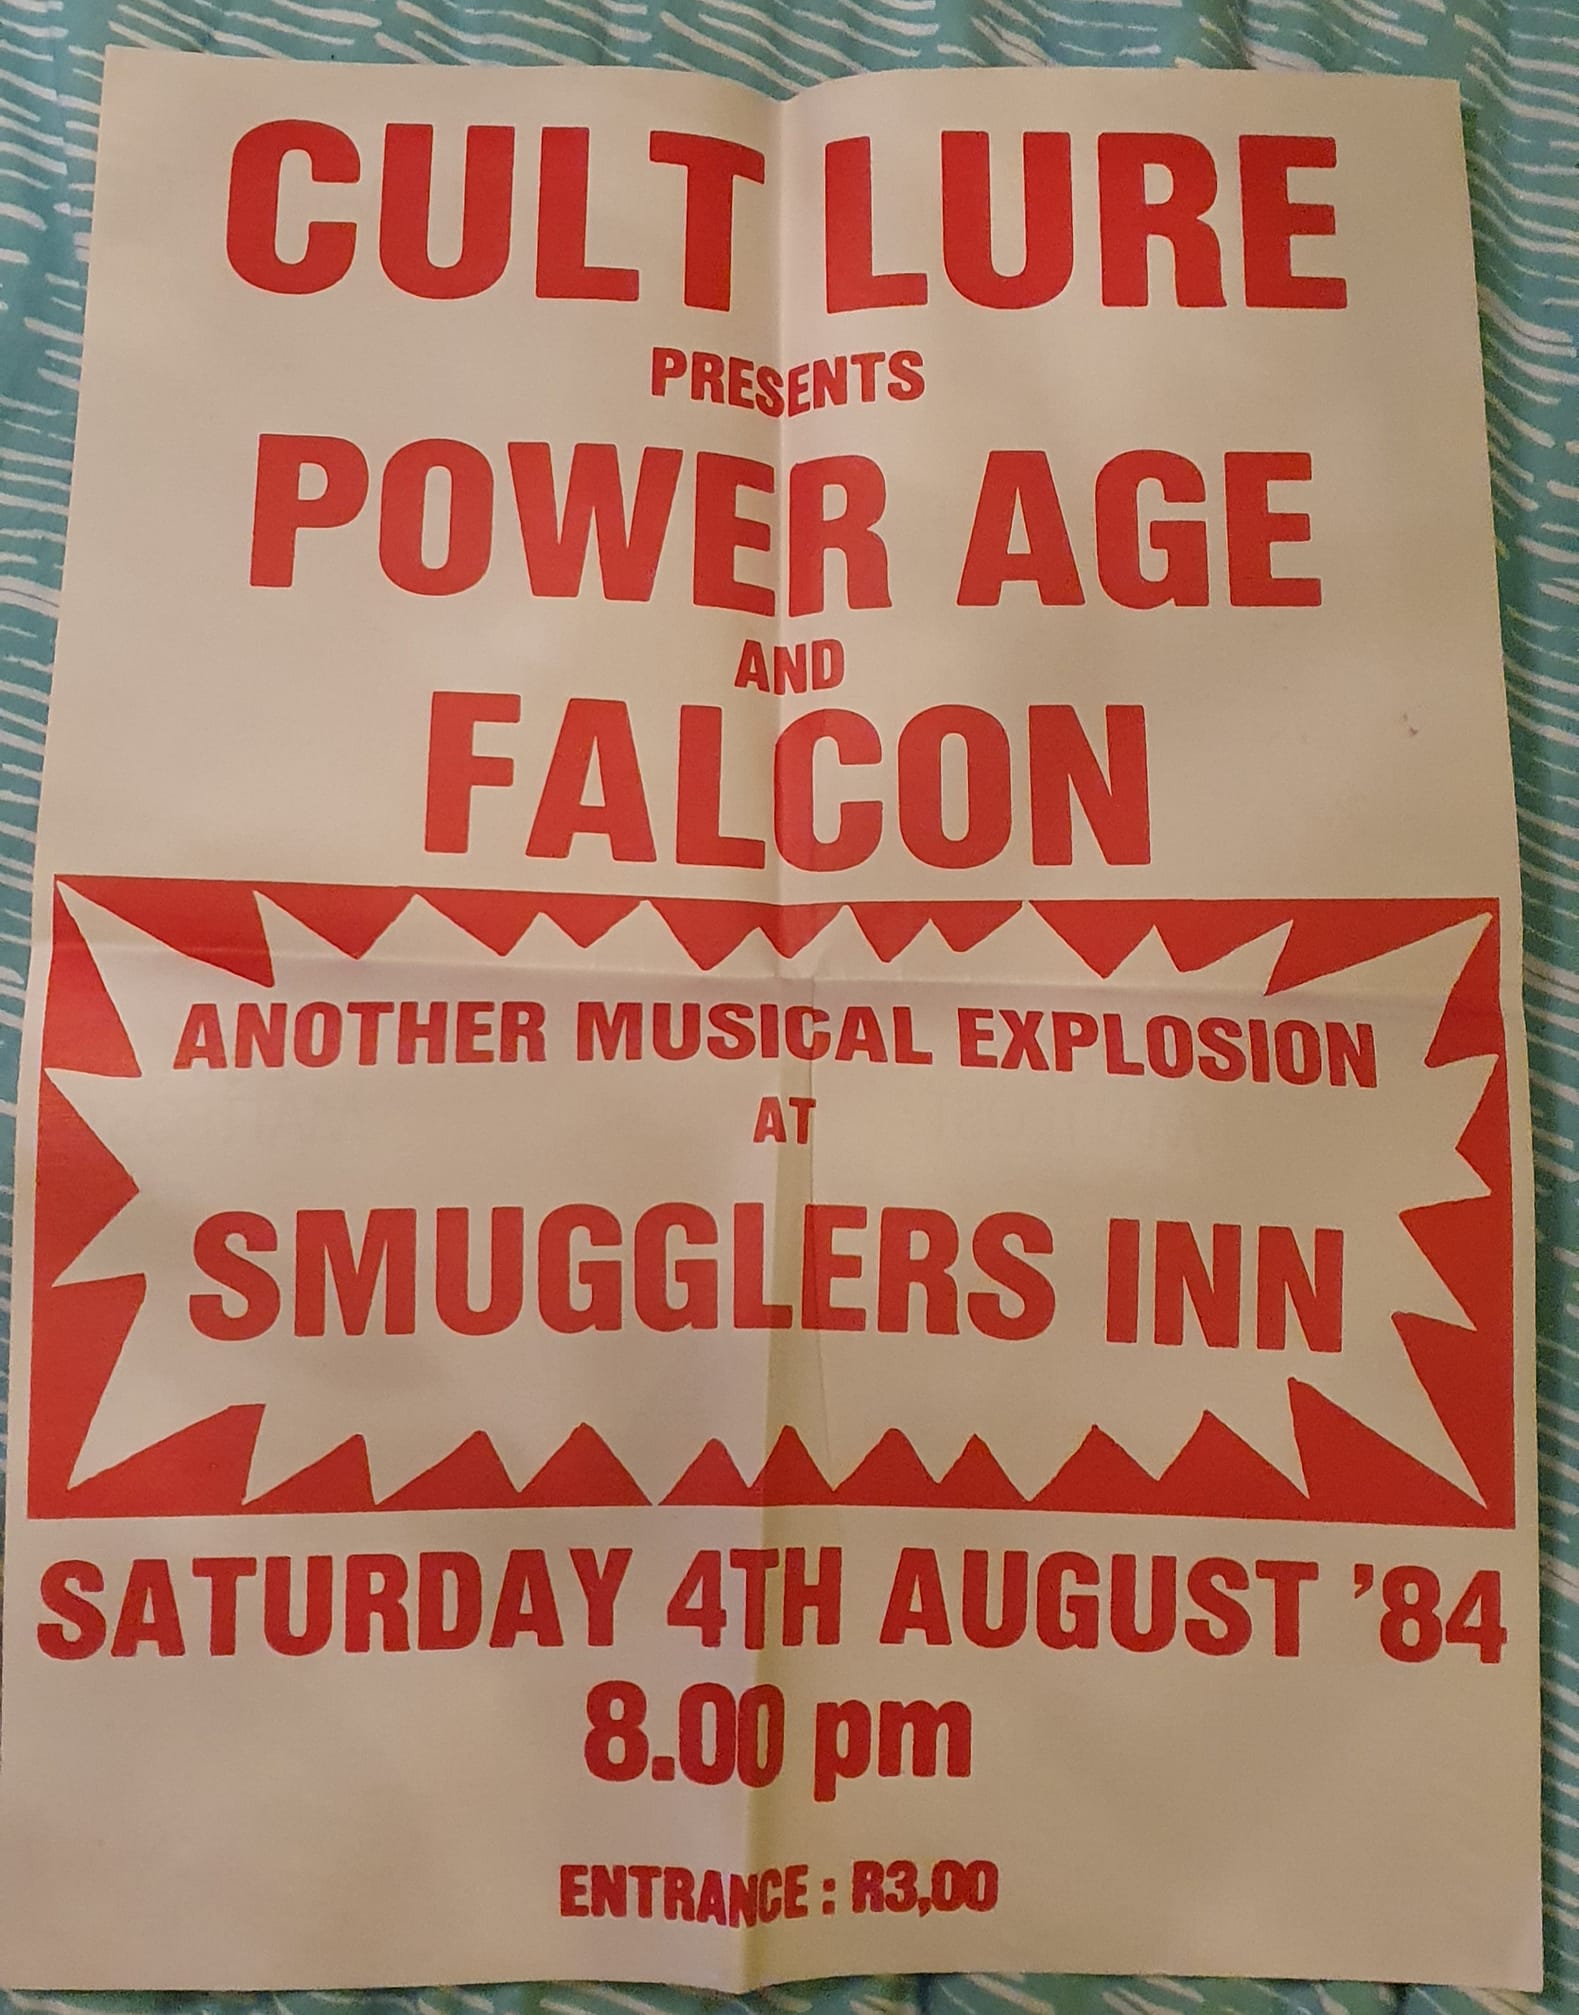 CULT LURE
PRESENTS
POWER AGE
AND
FALCON
ANOTHER MUSICAL EXPLOSION
AT
SMUGGLERS INN
SATURDAY 4TH AUGUST '84
8.00 pm
ENTRANCE : R3,00